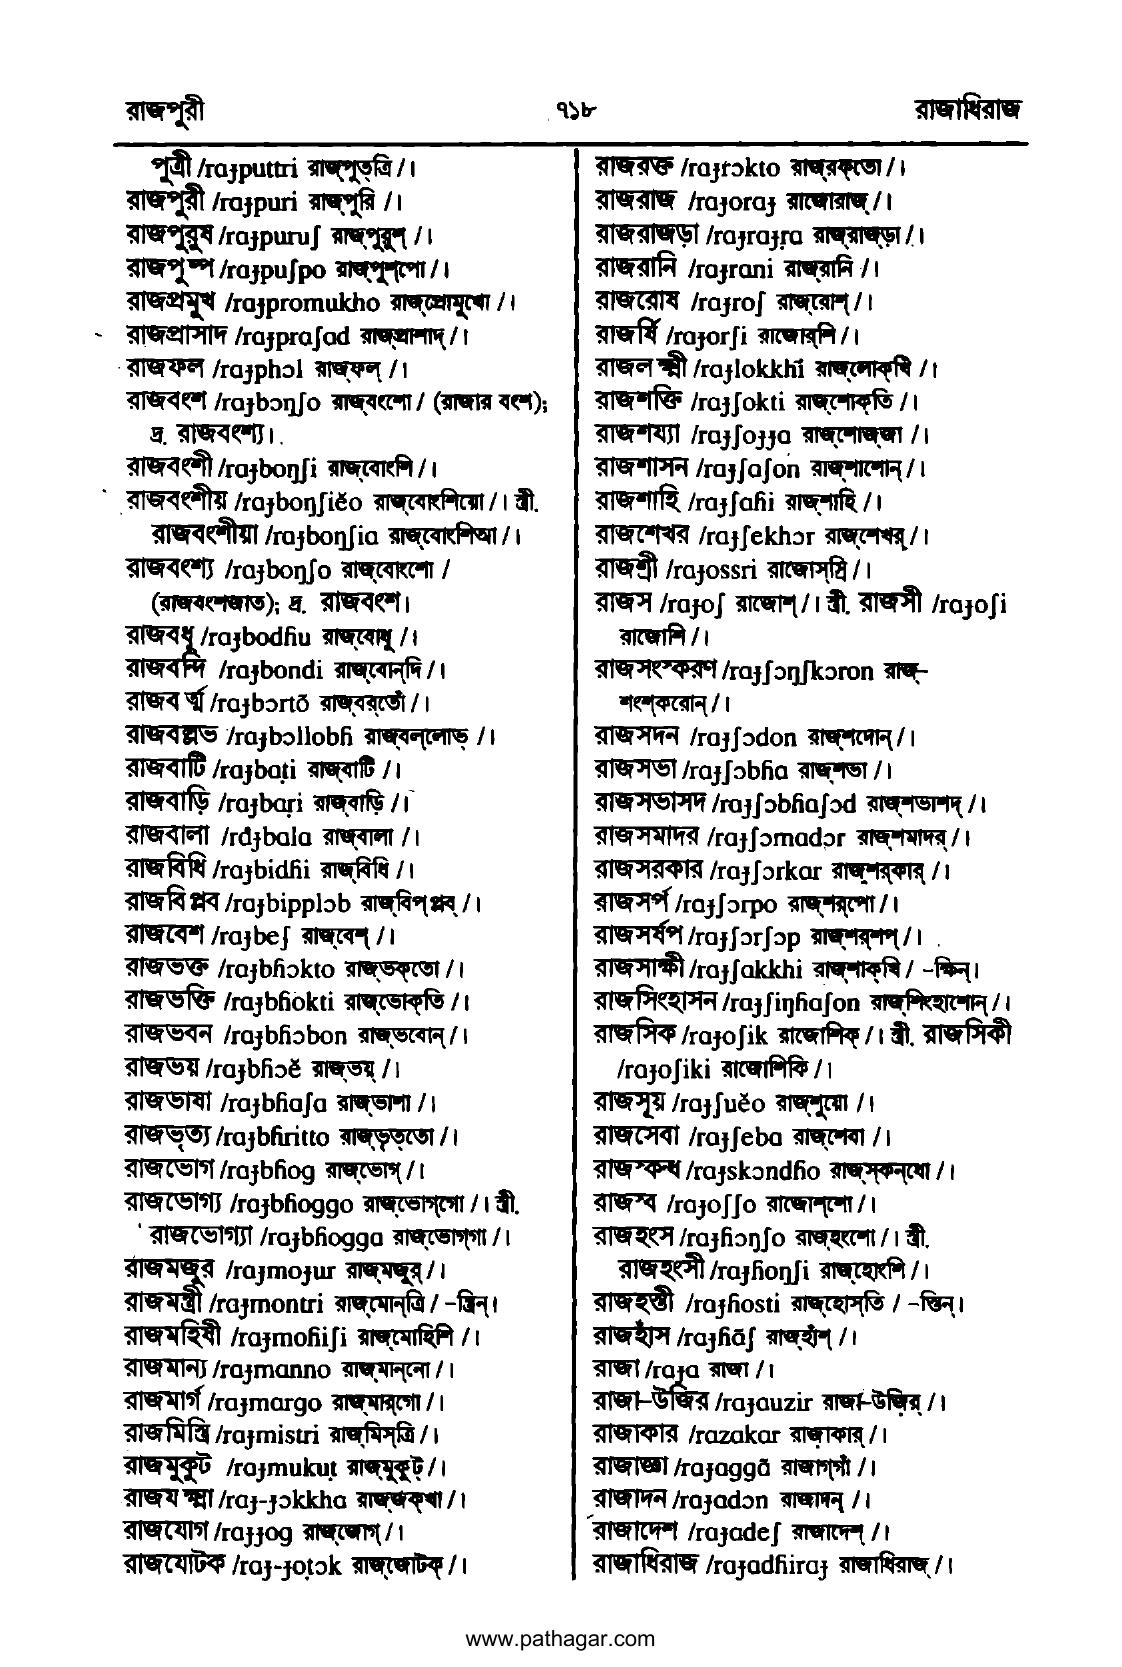 রাজপুরী ৭১৮ রাজাধিরাজ
পুত্রী /raɟputtri রাজ্‌পুত্‌ত্রি /।
রাজপুরী /raɟpuri রাজ্‌পুরি /।
রাজপুরুষ /raɟpuruʃ রাজ্‌পুরুশ্ /।
রাজপুষ্প /raɟpuʃpo রাজ্‌পুশ্‌পো /।
রাজপ্রমুখ /raɟpromukho রাজ্‌প্রোমুখো /।
রাজপ্রাসাদ /raɟpraʃad রাজ্‌প্রাশাদ্ /।
রাজফল /raɟphɔl রাজ্‌ফল্ /।
রাজবংশ /raɟbɔŋʃo রাজ্‌বংশো / (রাজার বংশ);
দ্র. রাজবংশ্য।
রাজবংশী /raɟboŋʃi রাজ্‌বোংশি /।
রাজবংশীয় /raɟboŋʃiĕo রাজ্‌বোংশিয়ো /। স্ত্রী.
রাজবংশীয়া /raɟboŋʃia রাজ্‌বোংশিআ /।
রাজবংশ্য /raɟboŋʃo রাজ্‌বোংশো /
(রাজবংশজাত); দ্র. রাজবংশ।
রাজবধূ /raɟbodɦu রাজ্‌বোধু /।
রাজবন্দি /raɟbondi রাজ্‌বোন্‌দি /।
রাজবর্ত্ম /raɟbɔrtõ রাজ্‌বর্‌তোঁ /।
রাজবল্লভ /raɟbɔllobɦ রাজ্‌বল্‌লোভ্ /।
রাজবাটি /raɟbaṭi রাজ্‌বাটি /।
রাজবাড়ি /raɟbaṛi রাজ্‌বাড়ি /।
রাজবালা /raɟbala রাজ্‌বালা /।
রাজবিধি /raɟbidɦi রাজ্‌বিধি /।
রাজবিপ্লব /raɟbipplɔb রাজ্‌বিপ্‌প্লব্ /।
রাজবেশ /raɟbeʃ রাজ্‌বেশ্ /।
রাজভক্ত /raɟbɦɔkto রাজ্‌ভক্‌তো /।
রাজভক্তি /raɟbɦokti রাজ্‌ভোক্‌তি /।
রাজভবন /raɟbɦɔbon রাজ্‌ভবোন্ /।
রাজভয় /raɟbɦɔĕ রাজ্‌ভয়্ /।
রাজভাষা /raɟbɦaʃa রাজ্‌ভাশা /।
রাজভৃত্য /raɟbɦritto রাজ্‌ভৃত্‌তো /।
রাজভোগ /raɟbɦog রাজ্‌ভোগ্ /।
রাজভোগ্য /raɟbɦoggo রাজ্‌ভোগ্‌গো /। স্ত্রী.
রাজভোগ্যা /raɟbɦogga রাজ্‌ভোগ্‌গা /।
রাজমজুর /raɟmoɟur রাজ্‌মজুর্ /।
রাজমন্ত্রী /raɟmontri রাজ্‌মোন্‌ত্রি / -ন্ত্রিন্।
রাজমহিষী /raɟmoɦiʃi রাজ্‌মোহিশি /।
রাজমান্য /raɟmanno রাজ্‌মান্‌নো /।
রাজমার্গ /raɟmargo রাজ্‌মার্‌গো /।
রাজমিস্ত্রি /raɟmistri রাজ্‌মিস্‌ত্রি /।
রাজমুকুট /raɟmukuṭ রাজ্‌মুকুট্ /।
রাজযক্ষ্মা /raɟ-ɟɔkkha রাজ্‌জক্‌খা /।
রাজযোগ /raɟɟog রাজ্‌জোগ্ /।
রাজযোটক /raɟ-ɟoṭɔk রাজ্‌জোটক্ /।
রাজরক্ত /raɟrɔkto রাজ্‌রক্‌তো /।
রাজরাজ /raɟoraɟ রাজোরাজ্ /।
রাজরাজড়া /raɟraɟṛa রাজ্‌রাজ্‌ড়া /।
রাজরানি /raɟrani রাজ্‌রানি /।
রাজরোষ /raɟroʃ রাজ্‌রোশ্ /।
রাজর্ষি /raɟorʃi রাজোর্‌শি /।
রাজলক্ষ্মী /raɟlokkhĩ রাজ্‌লোক্‌খিঁ /।
রাজশক্তি /raɟʃokti রাজ্‌শোক্‌তি /।
রাজশয্যা /raɟʃoɟɟa রাজ্‌শোজ্‌জা /।
রাজশাসন /raɟʃaʃon রাজ্‌শাশোন্ /।
রাজশাহি /raɟʃaɦi রাজ্‌শাহি /।
রাজশেখর /raɟʃekhɔr রাজ্‌শেখর্ /।
রাজশ্রী /raɟossri রাজোস্‌স্রি /।
রাজস /raɟoʃ রাজোশ্ /। স্ত্রী. রাজসী /raɟoʃi
রাজোশি /।
রাজসংস্করণ /raɟʃɔŋʃkɔron রাজ্‌-
শংশ্‌করোন্ /।
রাজসদন /raɟʃɔdon রাজ্‌শদোন্ /।
রাজসভা /raɟʃɔbɦa রাজ্‌শভা /।
রাজসভাসদ /raɟʃɔbɦaʃɔd রাজ্‌শভাশদ্ /।
রাজসমাদর /raɟʃɔmadɔr রাজ্‌শমাদর্ /।
রাজসরকার /raɟʃɔrkar রাজ্‌শর্‌কার্ /।
রাজসর্প /raɟʃɔrpo রাজ্‌শর্‌পো /।
রাজসর্ষপ /raɟʃɔrʃɔp রাজ্‌শর্‌শপ্ /।
রাজসাক্ষী /raɟʃakkhi রাজ্‌শাক্‌খি / -ক্ষিন্।
রাজসিংহাসন /raɟʃiŋɦaʃon রাজ্‌শিংহাশোন্ /।
রাজসিক /raɟoʃik রাজোশিক্ /। স্ত্রী. রাজসিকী
/raɟoʃiki রাজোশিকি /।
রাজসূয় /raɟʃuĕo রাজ্‌শুয়ো /।
রাজসেবা /raɟʃeba রাজ্‌শেবা /।
রাজস্কন্ধ /raɟskɔndɦo রাজ্‌স্কন্‌ধো /।
রাজস্ব /raɟoʃʃo রাজোশ্‌শো /।
রাজহংস /raɟɦɔŋʃo রাজ্‌হংশো /। স্ত্রী.
রাজহংসী /raɟɦoŋʃi রাজ্‌হোংশি /।
রাজহস্তী /raɟɦosti রাজ্‌হোস্‌তি / -স্তিন্।
রাজহাঁস /raɟɦãʃ রাজ্‌হাঁশ্ /।
রাজা /raɟa রাজা /।
রাজা-উজির /raɟauzir রাজা-উজ়ির্ /।
রাজাকার /razakar রাজ়াকার্ /।
রাজাজ্ঞা /raɟaggã রাজাগ্‌গাঁ /।
রাজাদন /raɟadɔn রাজাদন্ /।
রাজাদেশ /raɟadeʃ রাজাদেশ্ /।
রাজাধিরাজ /raɟadɦiraɟ রাজাধিরাজ্ /।
www.pathagar.com